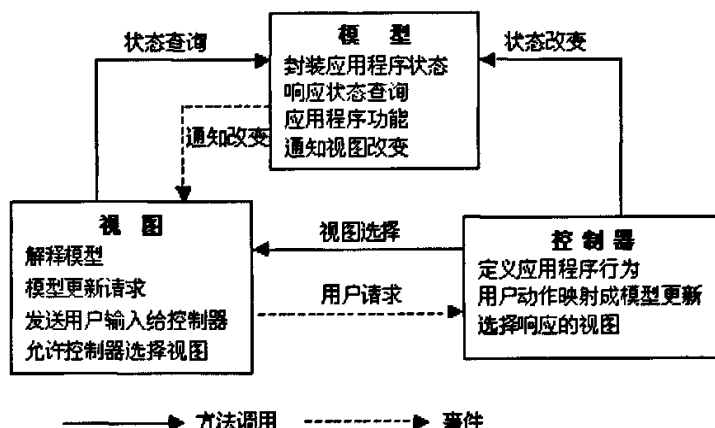 状态查询
模 型
状态改变
封装应用程序状态
响应状态查询
应用程序功能
通知视图改变
通知改变
视 图
解释模型
模型更新请求
发送用户输入给控制器
允许控制器选择视图
视图选择
用户请求
控 制 器
定义应用程序行为
用户动作映射成模型更新
选择响应的视图
方法调用
事件